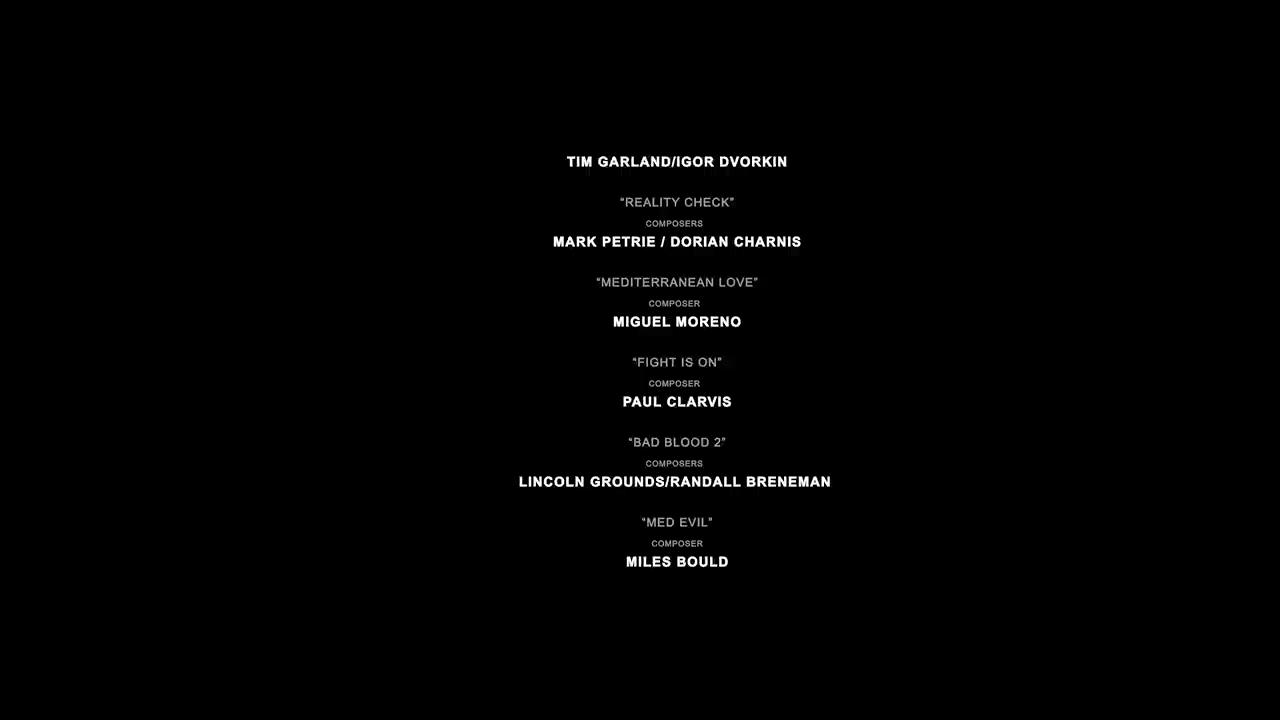 TIM GARLAND/IGOR DVORKIN
“REALITY CHECK”
COMPOSERS
MARK PETRIE / DORIAN CHARNIS
“MEDITERRANEAN LOVE”
COMPOSER
MIGUEL MORENO
“FIGHT IS ON”
COMPOSER
PAUL CLARVIS
“BAD BLOOD 2”
COMPOSERS
LINCOLN GROUNDS/RANDALL BRENEMAN
“MED EVIL”
COMPOSER
MILES BOULD